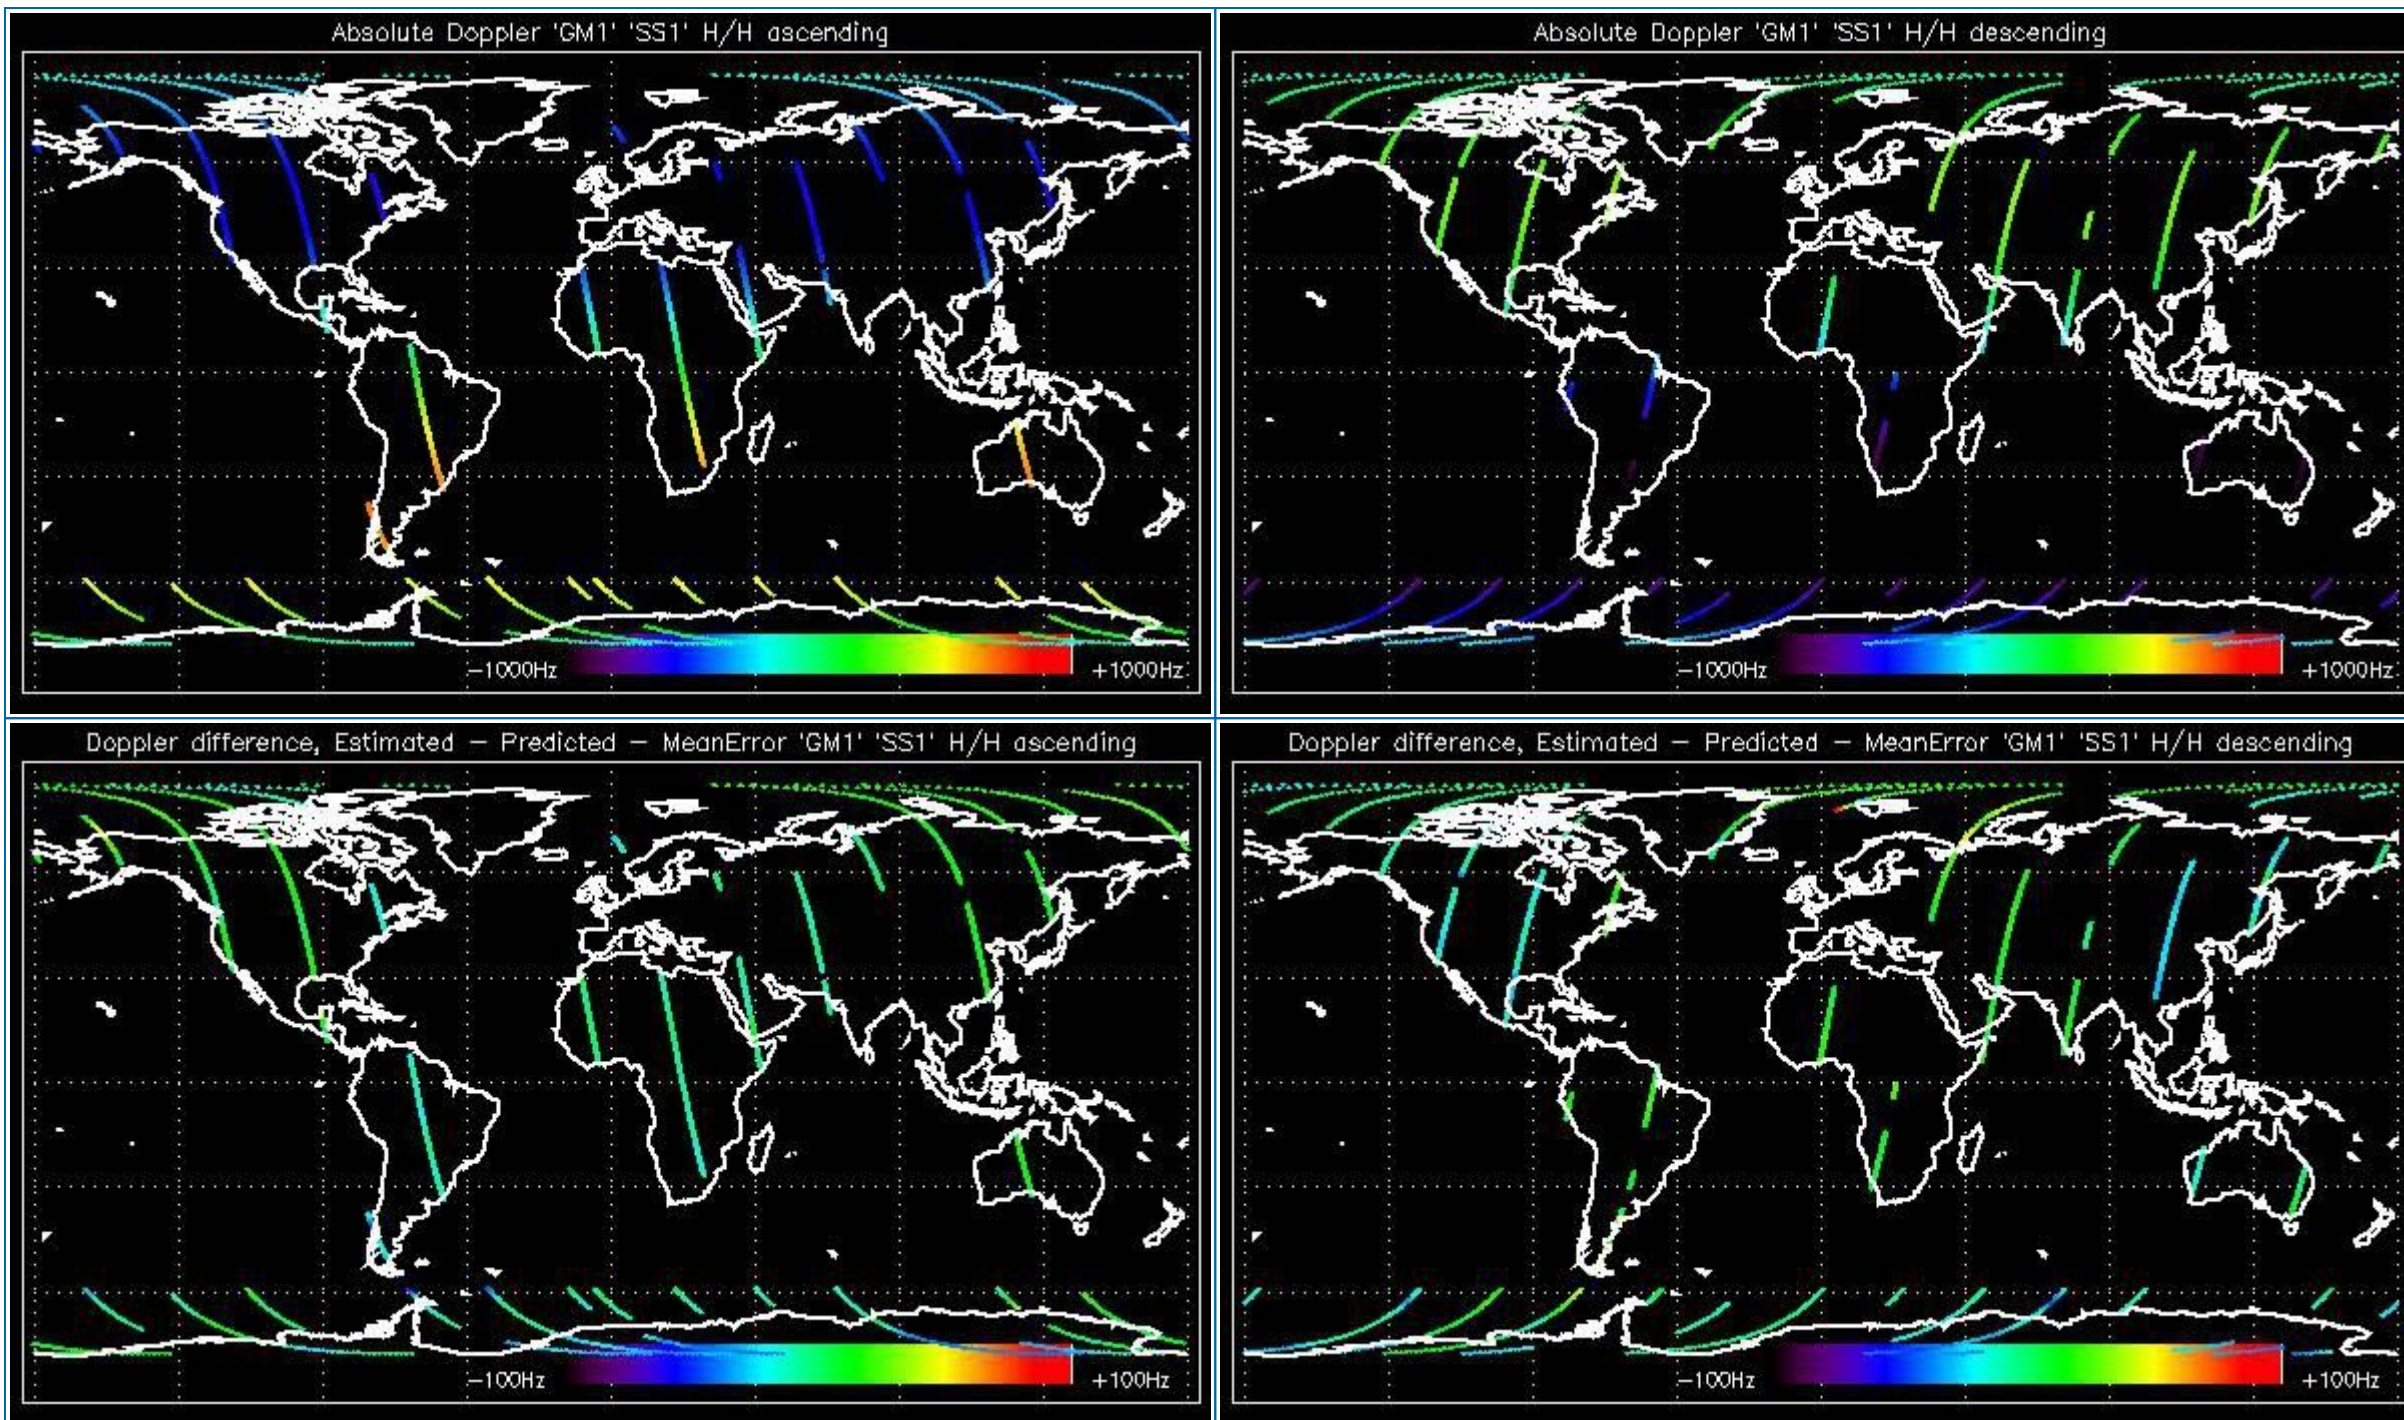 Absolute Doppler 'GM1' 'SS1' H/H ascending
-1000Hz
+1000Hz
Absolute Doppler 'GM1' 'SS1' H/H descending
-1000Hz
+1000Hz
Doppler difference, Estimated - Predicted - MeanError 'GM1' 'SS1' H/H ascending
-100Hz
+100Hz
Doppler difference, Estimated - Predicted - MeanError 'GM1' 'SS1' H/H descending
-100Hz
+100Hz